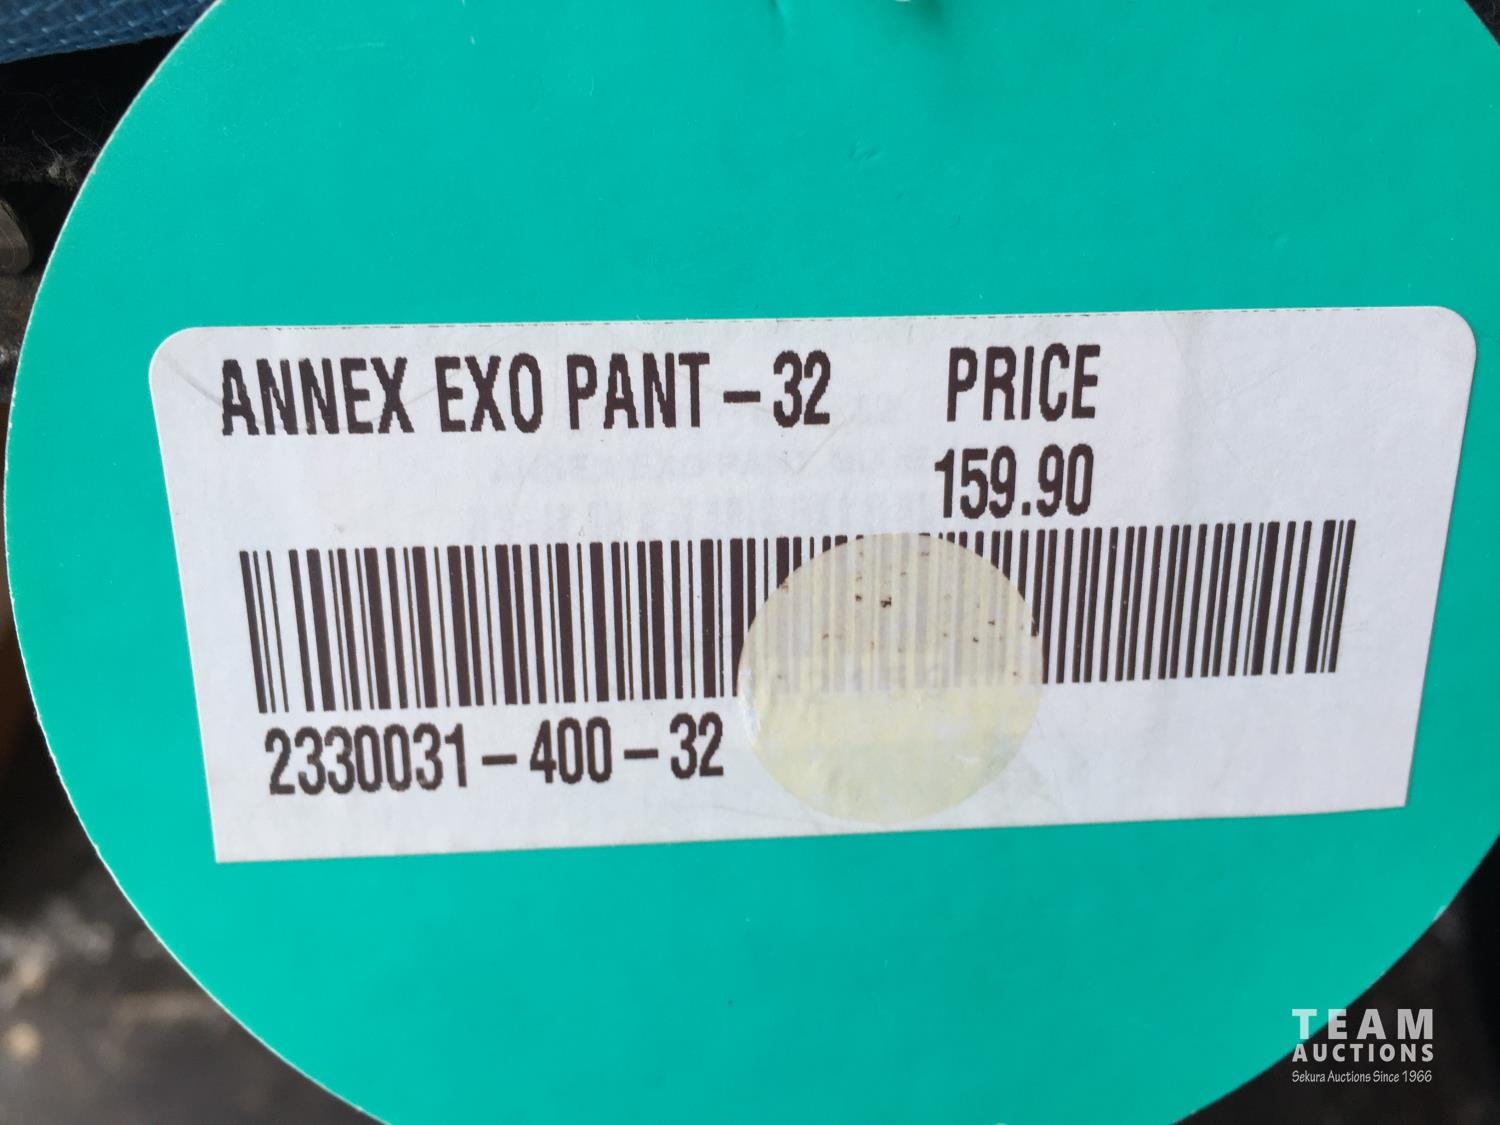 ANNEX EXO PANT - 32 PRICE
159.90
2330031-400-32
TEAM
AUCTIONS
Sekura Auctions Since 1966